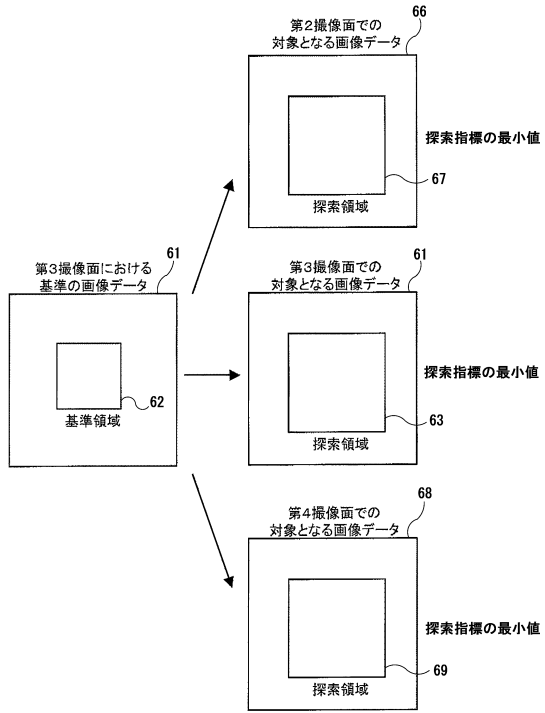 第2撮像面での
対象となる画像データ
66
探索指標の最小値
67
探索領域
第3撮像面における
基準の画像データ
61
62
基準領域
第3撮像面での
対象となる画像データ
61
探索指標の最小値
63
探索領域
第4撮像面での
対象となる画像データ
68
探索指標の最小値
69
探索領域